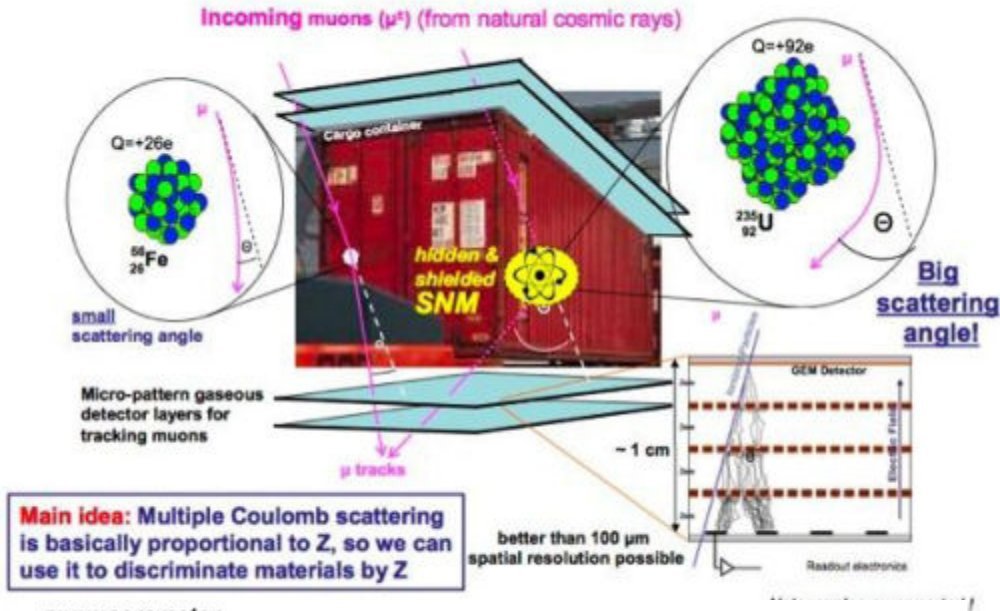 Incoming muons (μ±) (from natural cosmic rays)
Q=+92e
μ
Cargo container
μ
Q=+26e
235
92U
Θ
56
26Fe
Θ
hidden &
shielded
SNM
Big
scattering
angle!
small
scattering angle
Θ
Θ
μ
GEM Detector
Micro-pattern gaseous
detector layers for
tracking muons
Electric Field
~ 1 cm
μ tracks
Main idea: Multiple Coulomb scattering
is basically proportional to Z, so we can
use it to discriminate materials by Z
better than 100 μm
spatial resolution possible
Readout electronics